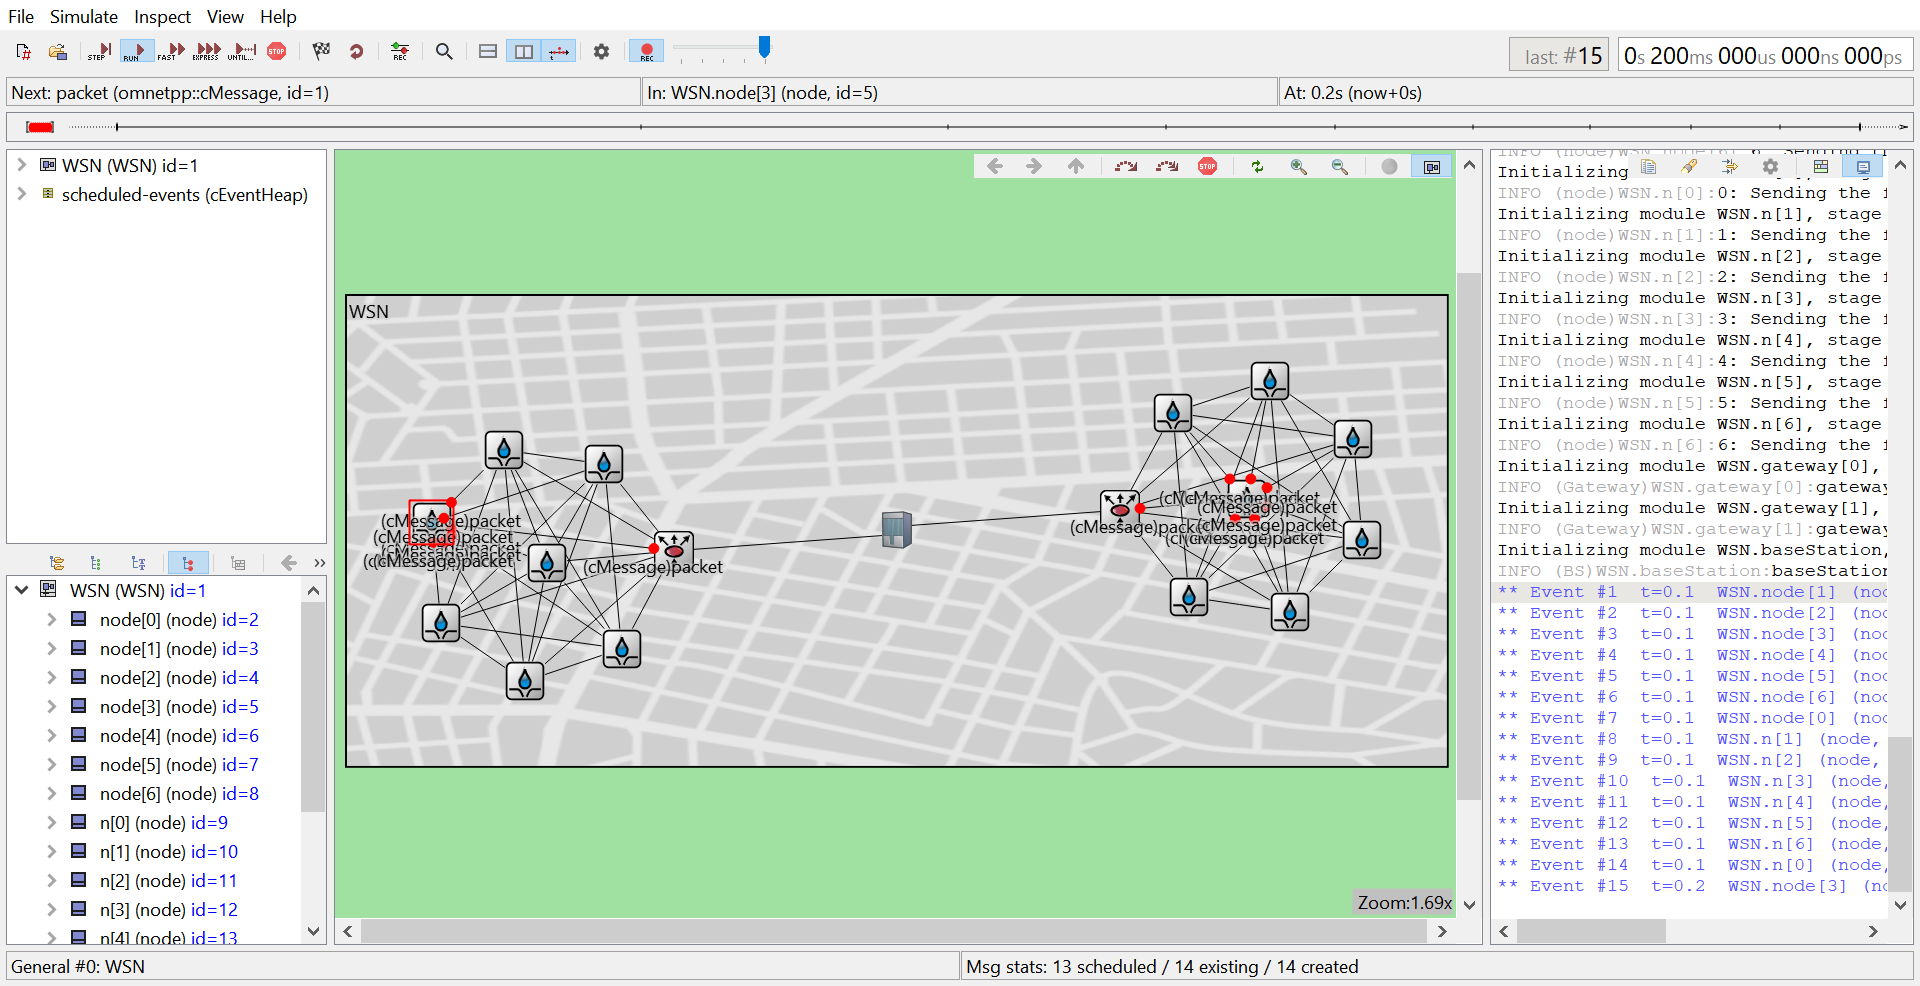 File Simulate Inspect View Help
STEP RUN FAST EXPRESS UNTIL... STOP REC REC
last: #15 0s 200ms 000us 000ns 000ps
Next: packet (omnetpp::cMessage, id=1) In: WSN.node[3] (node, id=5) At: 0.2s (now+0s)
WSN (WSN) id=1
scheduled-events (cEventHeap)
WSN (WSN) id=1
node[0] (node) id=2
node[1] (node) id=3
node[2] (node) id=4
node[3] (node) id=5
node[4] (node) id=6
node[5] (node) id=7
node[6] (node) id=8
n[0] (node) id=9
n[1] (node) id=10
n[2] (node) id=11
n[3] (node) id=12
n[4] (node) id=13
STOP
WSN
(cMessage)packet
(cMessage)packet
(cMessage)packet
(cMessage)packet
(cMessage)packet
(cMessage)packet
(cMessage)packet
(cMessage)packet
(cMessage)packet
(cMessage)packet
Zoom:1.69x
Initializing
INFO (node)WSN.n[0]:0: Sending the f
Initializing module WSN.n[1], stage
INFO (node)WSN.n[1]:1: Sending the f
Initializing module WSN.n[2], stage
INFO (node)WSN.n[2]:2: Sending the f
Initializing module WSN.n[3], stage
INFO (node)WSN.n[3]:3: Sending the f
Initializing module WSN.n[4], stage
INFO (node)WSN.n[4]:4: Sending the f
Initializing module WSN.n[5], stage
INFO (node)WSN.n[5]:5: Sending the f
Initializing module WSN.n[6], stage
INFO (node)WSN.n[6]:6: Sending the f
Initializing module WSN.gateway[0],
INFO (Gateway)WSN.gateway[0]:gateway
Initializing module WSN.gateway[1],
INFO (Gateway)WSN.gateway[1]:gateway
Initializing module WSN.baseStation,
INFO (BS)WSN.baseStation:baseStation
** Event #1 t=0.1 WSN.node[1] (nod
** Event #2 t=0.1 WSN.node[2] (nod
** Event #3 t=0.1 WSN.node[3] (nod
** Event #4 t=0.1 WSN.node[4] (nod
** Event #5 t=0.1 WSN.node[5] (nod
** Event #6 t=0.1 WSN.node[6] (nod
** Event #7 t=0.1 WSN.node[0] (nod
** Event #8 t=0.1 WSN.n[1] (node,
** Event #9 t=0.1 WSN.n[2] (node,
** Event #10 t=0.1 WSN.n[3] (node,
** Event #11 t=0.1 WSN.n[4] (node,
** Event #12 t=0.1 WSN.n[5] (node,
** Event #13 t=0.1 WSN.n[6] (node,
** Event #14 t=0.1 WSN.n[0] (node,
** Event #15 t=0.2 WSN.node[3] (no
General #0: WSN Msg stats: 13 scheduled / 14 existing / 14 created